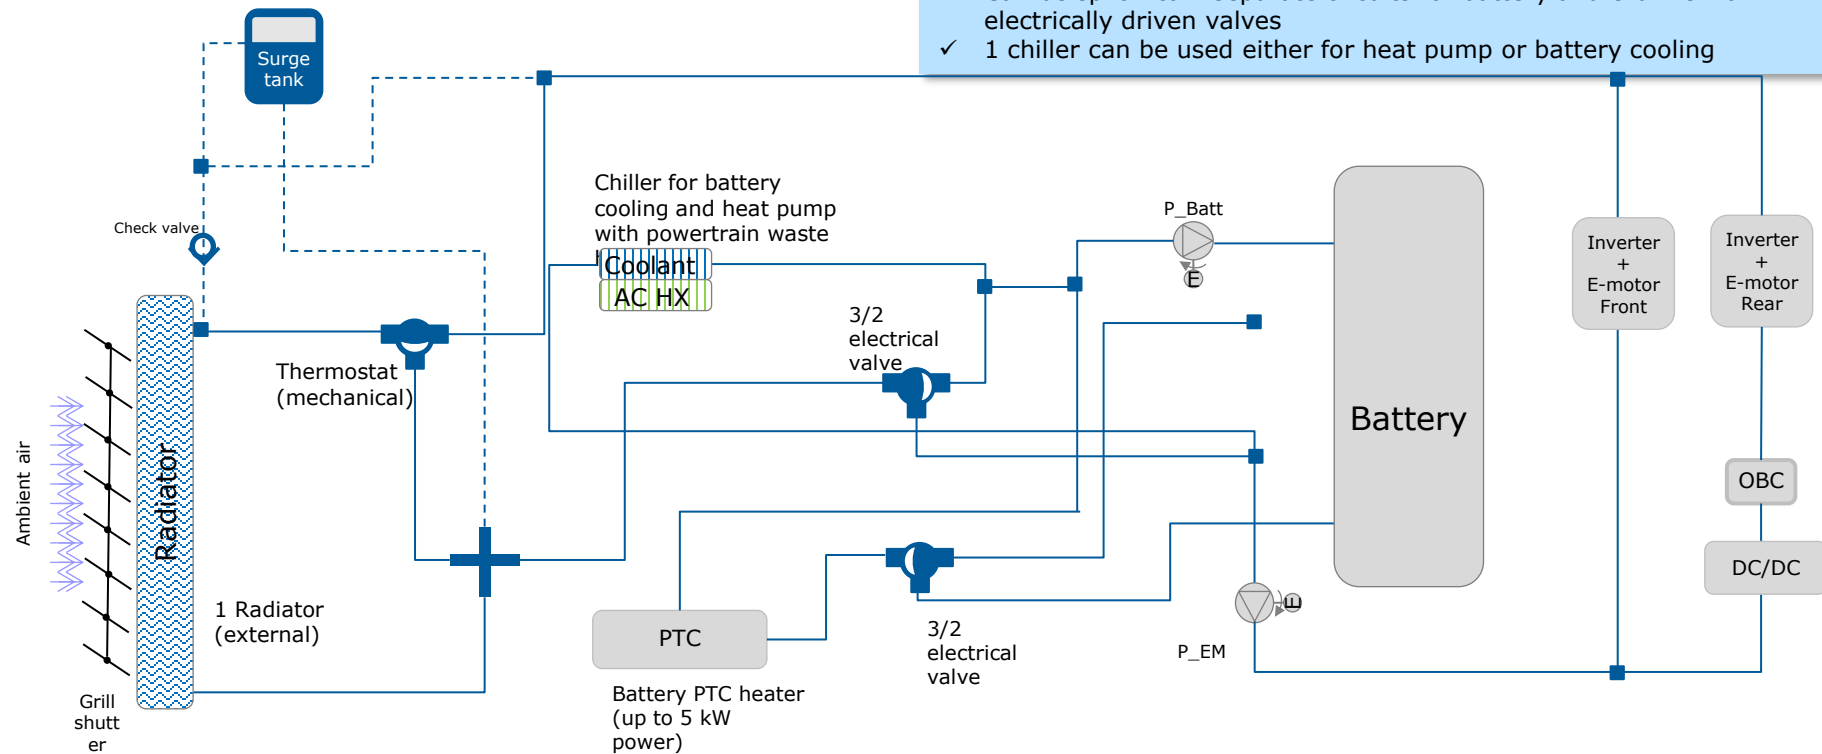 electrically driven valves
✓ 1 chiller can be used either for heat pump or battery cooling
Surge
tank
Chiller for battery
cooling and heat pump
with powertrain waste
Coolant
AC HX
Check valve
P_Batt
Inverter
+
E-motor
Front
Inverter
+
E-motor
Rear
E
3/2
electrical
valve
Thermostat
(mechanical)
Battery
Ambient air
Radiator
OBC
DC/DC
1 Radiator
(external)
PTC
E
P_EM
3/2
electrical
valve
Battery PTC heater
(up to 5 kW
power)
Grill
shutt
er